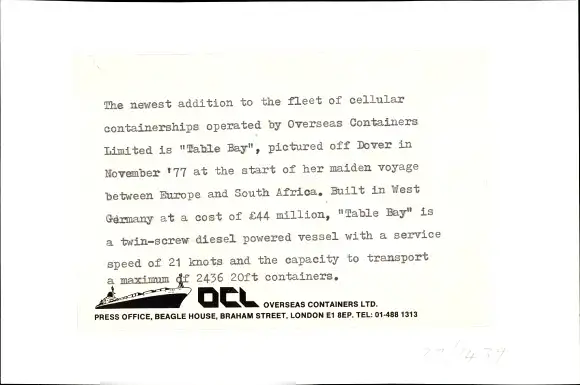 The newest addition to the fleet of cellular
containerships operated by Overseas Containers
Limited is "Table Bay", pictured off Dover in
November '77 at the start of her maiden voyage
between Europe and South Africa. Built in West
Germany at a cost of £44 million, "Table Bay" is
a twin-screw diesel powered vessel with a service
speed of 21 knots and the capacity to transport
a maximum of 2436 20ft containers.
OCL OVERSEAS CONTAINERS LTD.
PRESS OFFICE, BEAGLE HOUSE, BRAHAM STREET, LONDON E1 8EP. TEL: 01-488 1313